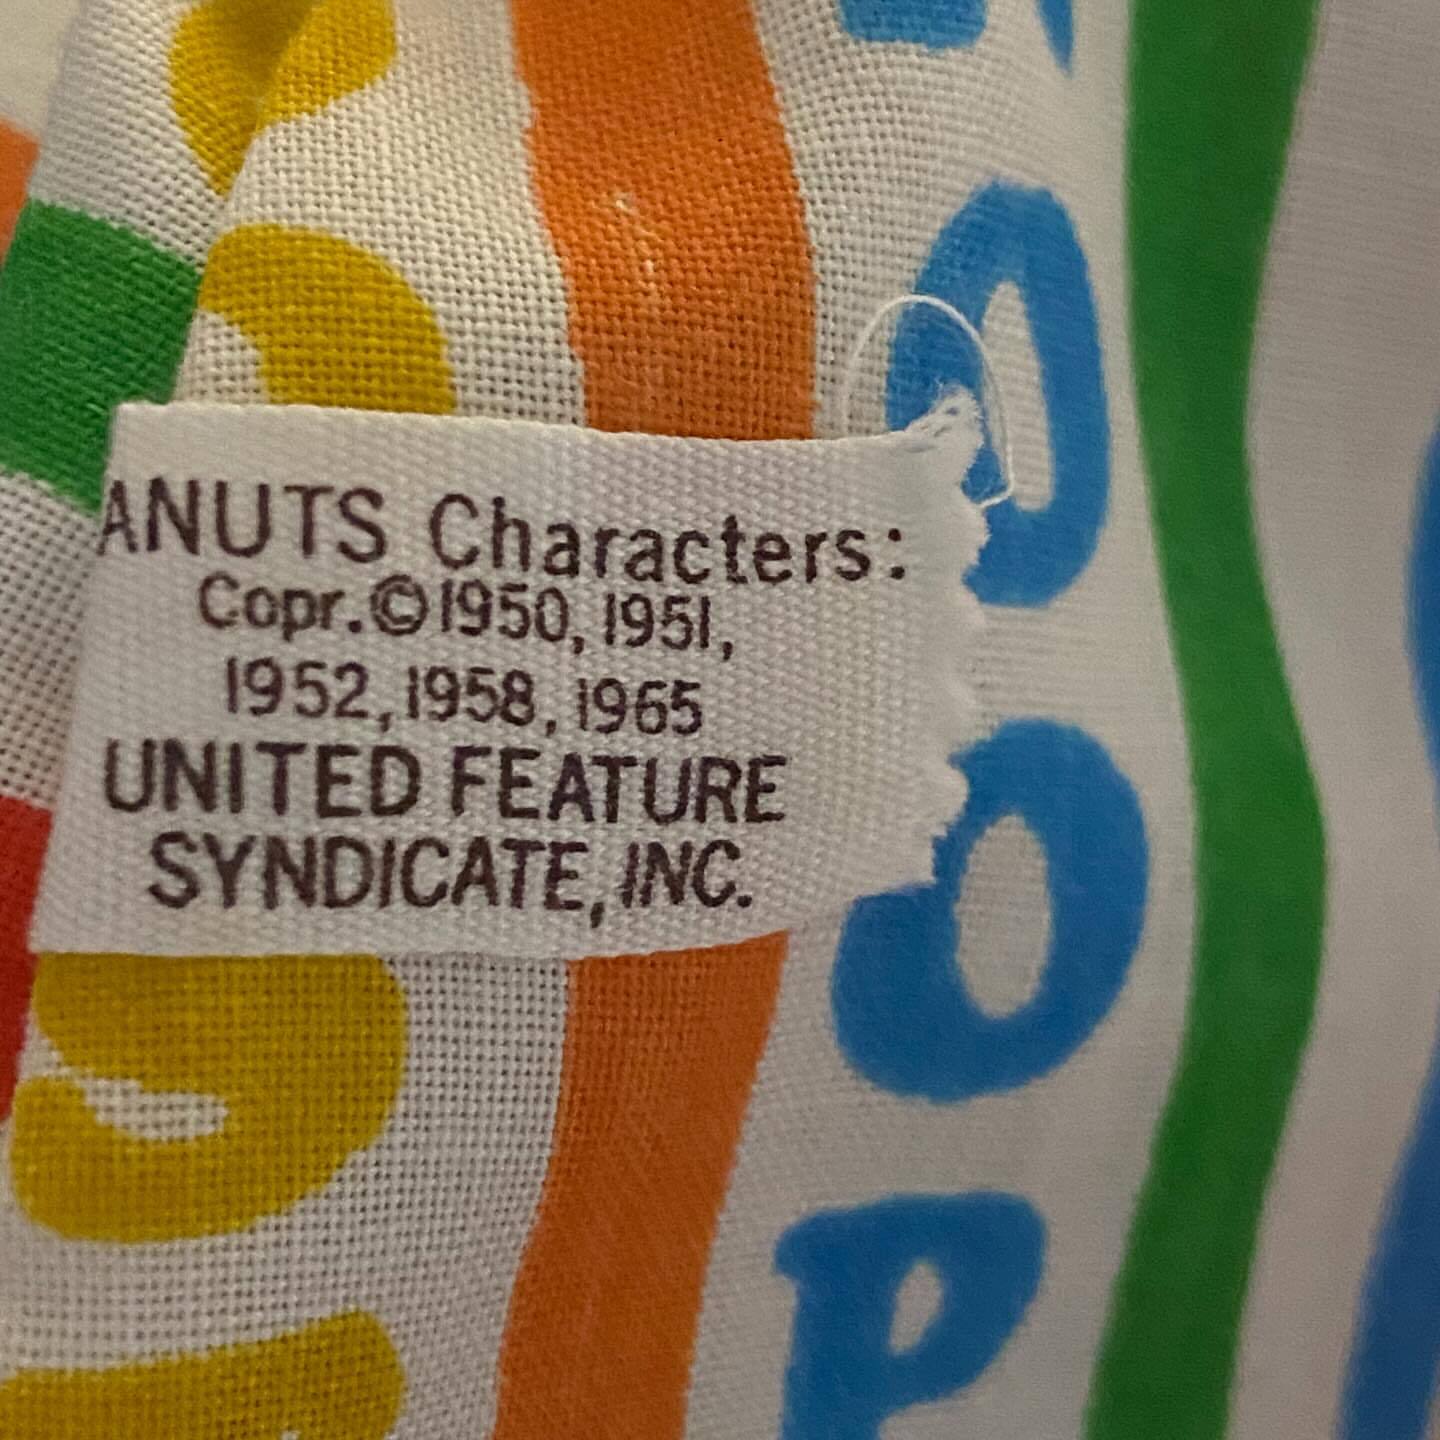 ANUTS Characters:
Copr.©1950, 1951,
1952, 1958, 1965
UNITED FEATURE
SYNDICATE, INC.